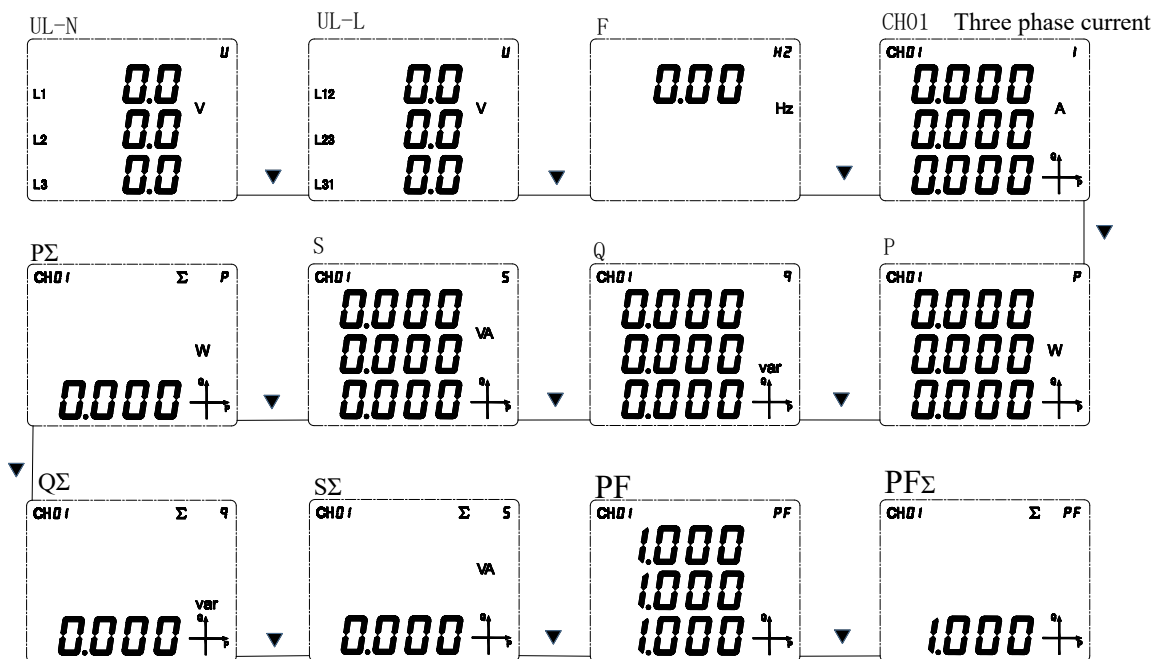 UL-N
U
L1 0.0
V
L2 0.0
L3 0.0
UL-L
U
L12 0.0
V
L23 0.0
L31 0.0
F
HZ
0.00
Hz
CH01 Three phase current
CH01 I
0.000
A
0.000
0.000
Q
P
PΣ
CH01 Σ P
W
0.000
Q
P
S
CH01 S
0.000
VA
0.000
0.000
Q
P
Q
CH01 q
0.000
0.000
var
0.000
Q
P
P
CH01 P
0.000
0.000 W
0.000
Q
P
QΣ
CH01 Σ q
var
0.000
Q
P
SΣ
CH01 Σ S
VA
0.000
Q
P
PF
CH01 PF
1.000
1.000
1.000
Q
P
PFΣ
CH01 Σ PF
1.000
Q
P